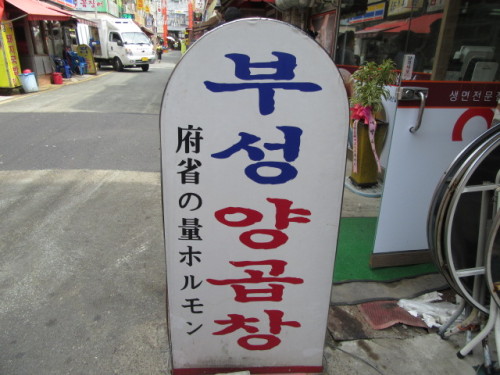 부성양곱창
府省の量ホルモン
생면전문